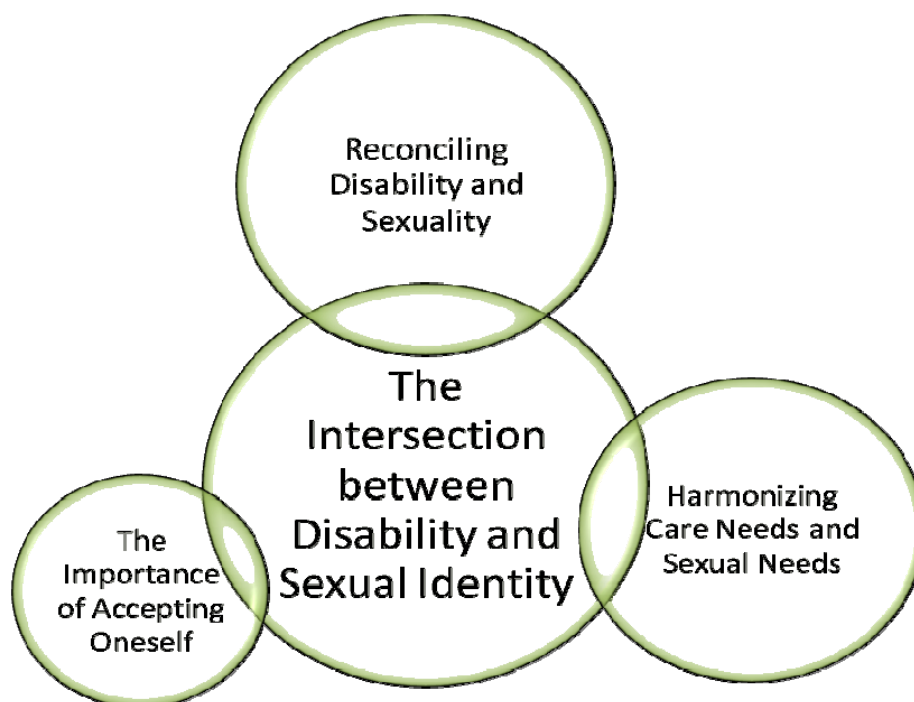 Reconciling
Disability and
Sexuality
The
Intersection
between
Disability and
Sexual Identity
Harmonizing
Care Needs and
Sexual Needs
The
Importance
of Accepting
Oneself